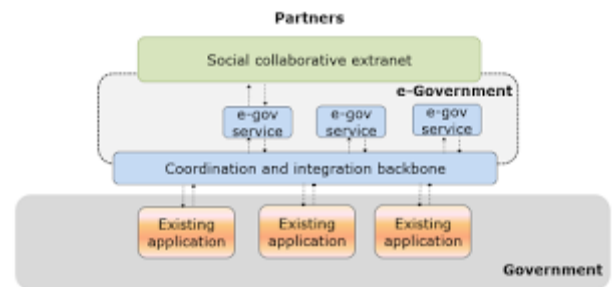 Partners
Social collaborative extranet
e-Government
e-gov
service
e-gov
service
e-gov
service
Coordination and integration backbone
Existing
application
Existing
application
Existing
application
Government